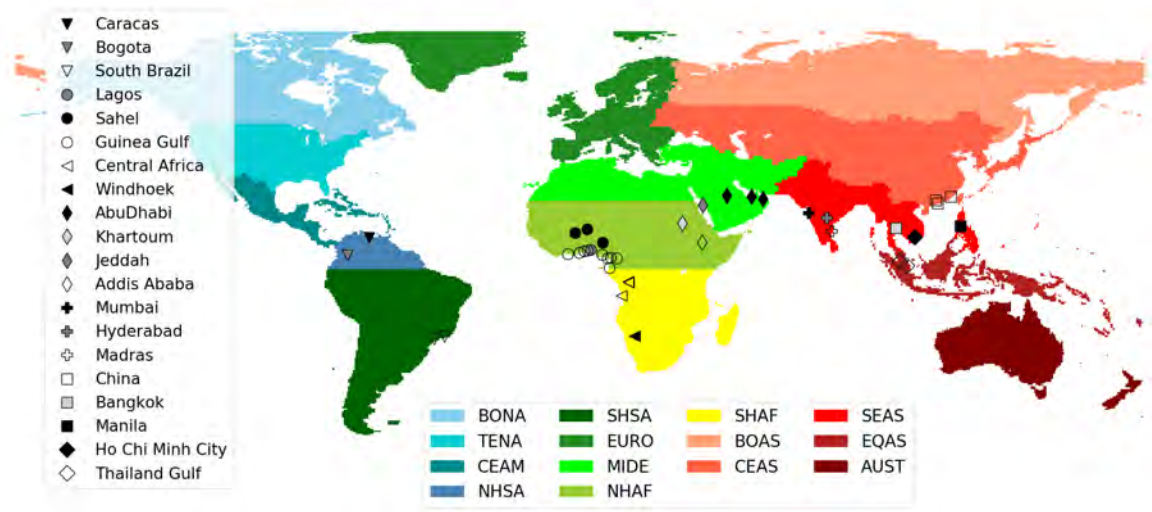 Caracas
Bogota
South Brazil
Lagos
Sahel
Guinea Gulf
Central Africa
Windhoek
AbuDhabi
Khartoum
Jeddah
Addis Ababa
Mumbai
Hyderabad
Madras
China
Bangkok
Manila
Ho Chi Minh City
Thailand Gulf
BONA
TENA
CEAM
NHSA
SHSA
EURO
MIDE
NHAF
SHAF
BOAS
CEAS
SEAS
EQAS
AUST